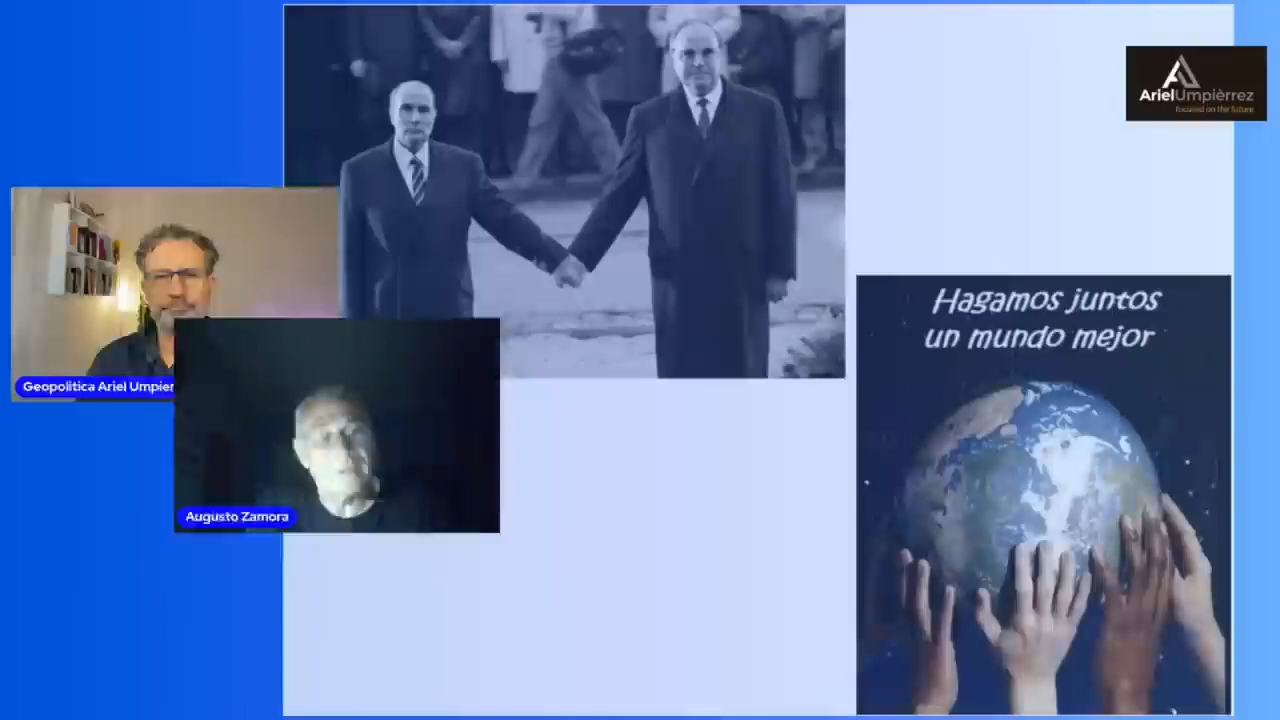 ArielUmpièrrez
focused on the future
Hagamos juntos
un mundo mejor
Geopolitica Ariel Umpier
Augusto Zamora